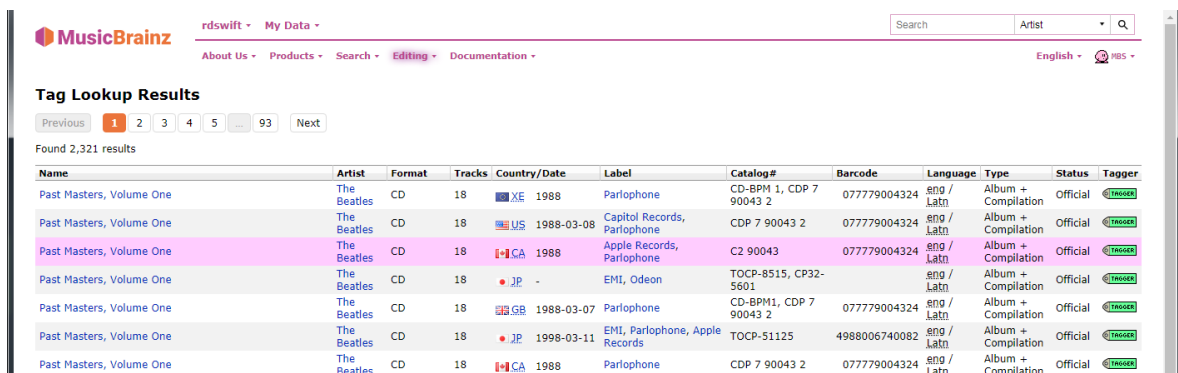 MusicBrainz
rdswift My Data
Search Artist
About Us Products Search Editing Documentation
English MBS
Tag Lookup Results
Previous 1 2 3 4 5 ... 93 Next
Found 2,321 results
Name Artist Format Tracks Country/Date Label Catalog# Barcode Language Type Status Tagger
Past Masters, Volume One The Beatles CD 18 XE 1988 Parlophone CD-BPM 1, CDP 7 90043 2 077779004324 eng / Latn Album + Compilation Official TAGGER
Past Masters, Volume One The Beatles CD 18 US 1988-03-08 Capitol Records, Parlophone CDP 7 90043 2 077779004324 eng / Latn Album + Compilation Official TAGGER
Past Masters, Volume One The Beatles CD 18 CA 1988 Apple Records, Parlophone C2 90043 077779004324 eng / Latn Album + Compilation Official TAGGER
Past Masters, Volume One The Beatles CD 18 JP - EMI, Odeon TOCP-8515, CP32-5601 eng / Latn Album + Compilation Official TAGGER
Past Masters, Volume One The Beatles CD 18 GB 1988-03-07 Parlophone CD-BPM1, CDP 7 90043 2 077779004324 eng / Latn Album + Compilation Official TAGGER
Past Masters, Volume One The Beatles CD 18 JP 1998-03-11 EMI, Parlophone, Apple Records TOCP-51125 4988006740082 eng / Latn Album + Compilation Official TAGGER
Past Masters, Volume One The Beatles CD 18 CA 1988 Parlophone CDP 7 90043 2 077779004324 eng / Latn Album + Compilation Official TAGGER